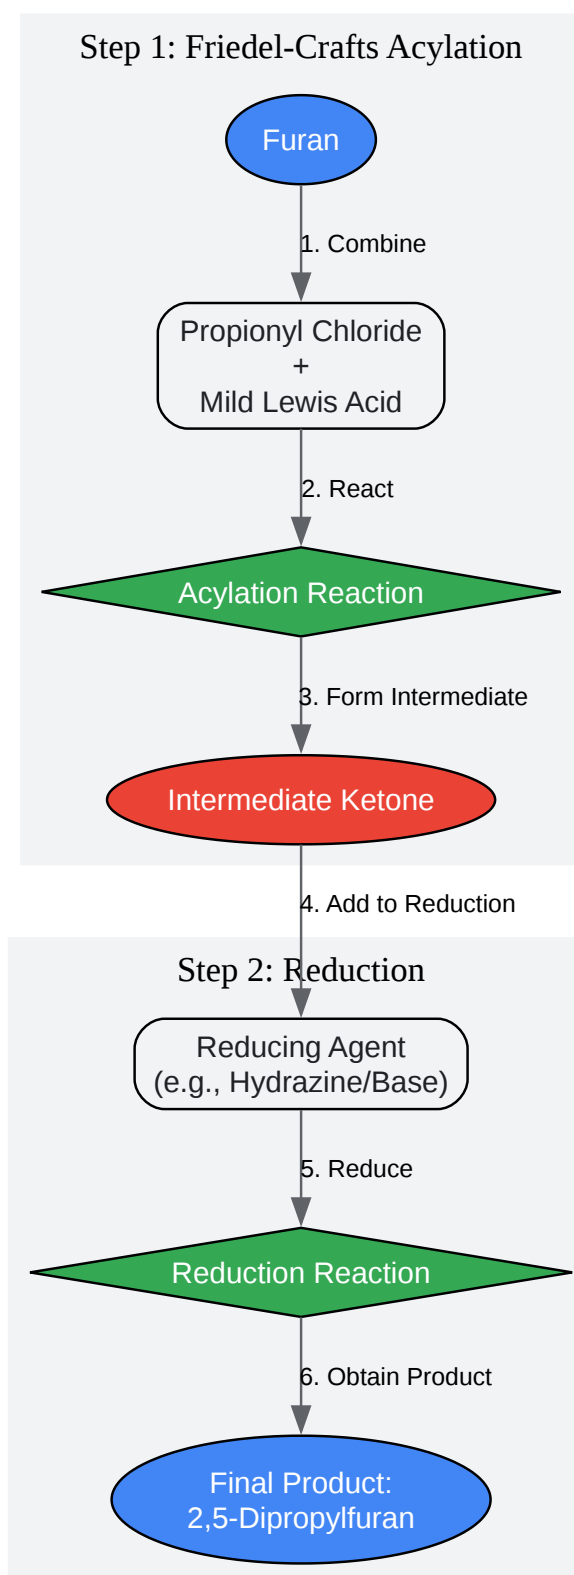 Step 1: Friedel-Crafts Acylation
Furan
1. Combine
Propionyl Chloride
+
Mild Lewis Acid
2. React
Acylation Reaction
3. Form Intermediate
Intermediate Ketone
4. Add to Reduction
Step 2: Reduction
Reducing Agent
(e.g., Hydrazine/Base)
5. Reduce
Reduction Reaction
6. Obtain Product
Final Product:
2,5-Dipropylfuran